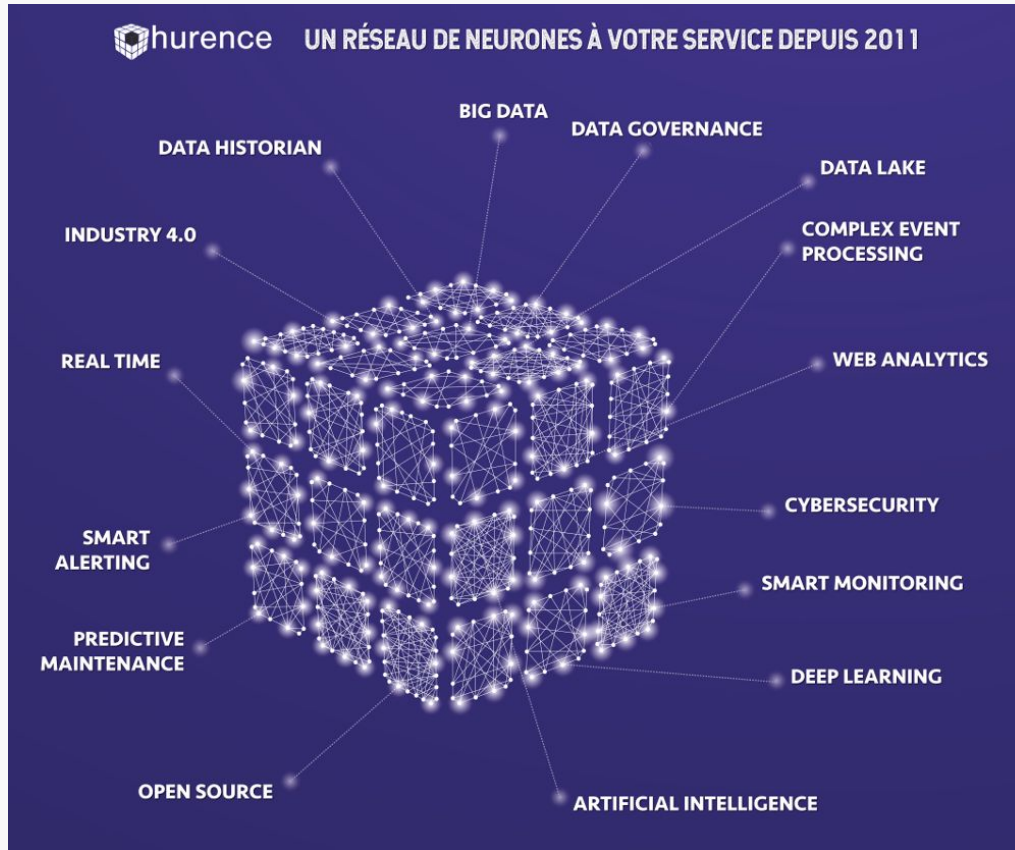 hurence UN RÉSEAU DE NEURONES À VOTRE SERVICE DEPUIS 2011
BIG DATA
DATA GOVERNANCE
DATA HISTORIAN
DATA LAKE
INDUSTRY 4.0
COMPLEX EVENT
PROCESSING
REAL TIME
WEB ANALYTICS
CYBERSECURITY
SMART
ALERTING
SMART MONITORING
PREDICTIVE
MAINTENANCE
DEEP LEARNING
OPEN SOURCE
ARTIFICIAL INTELLIGENCE